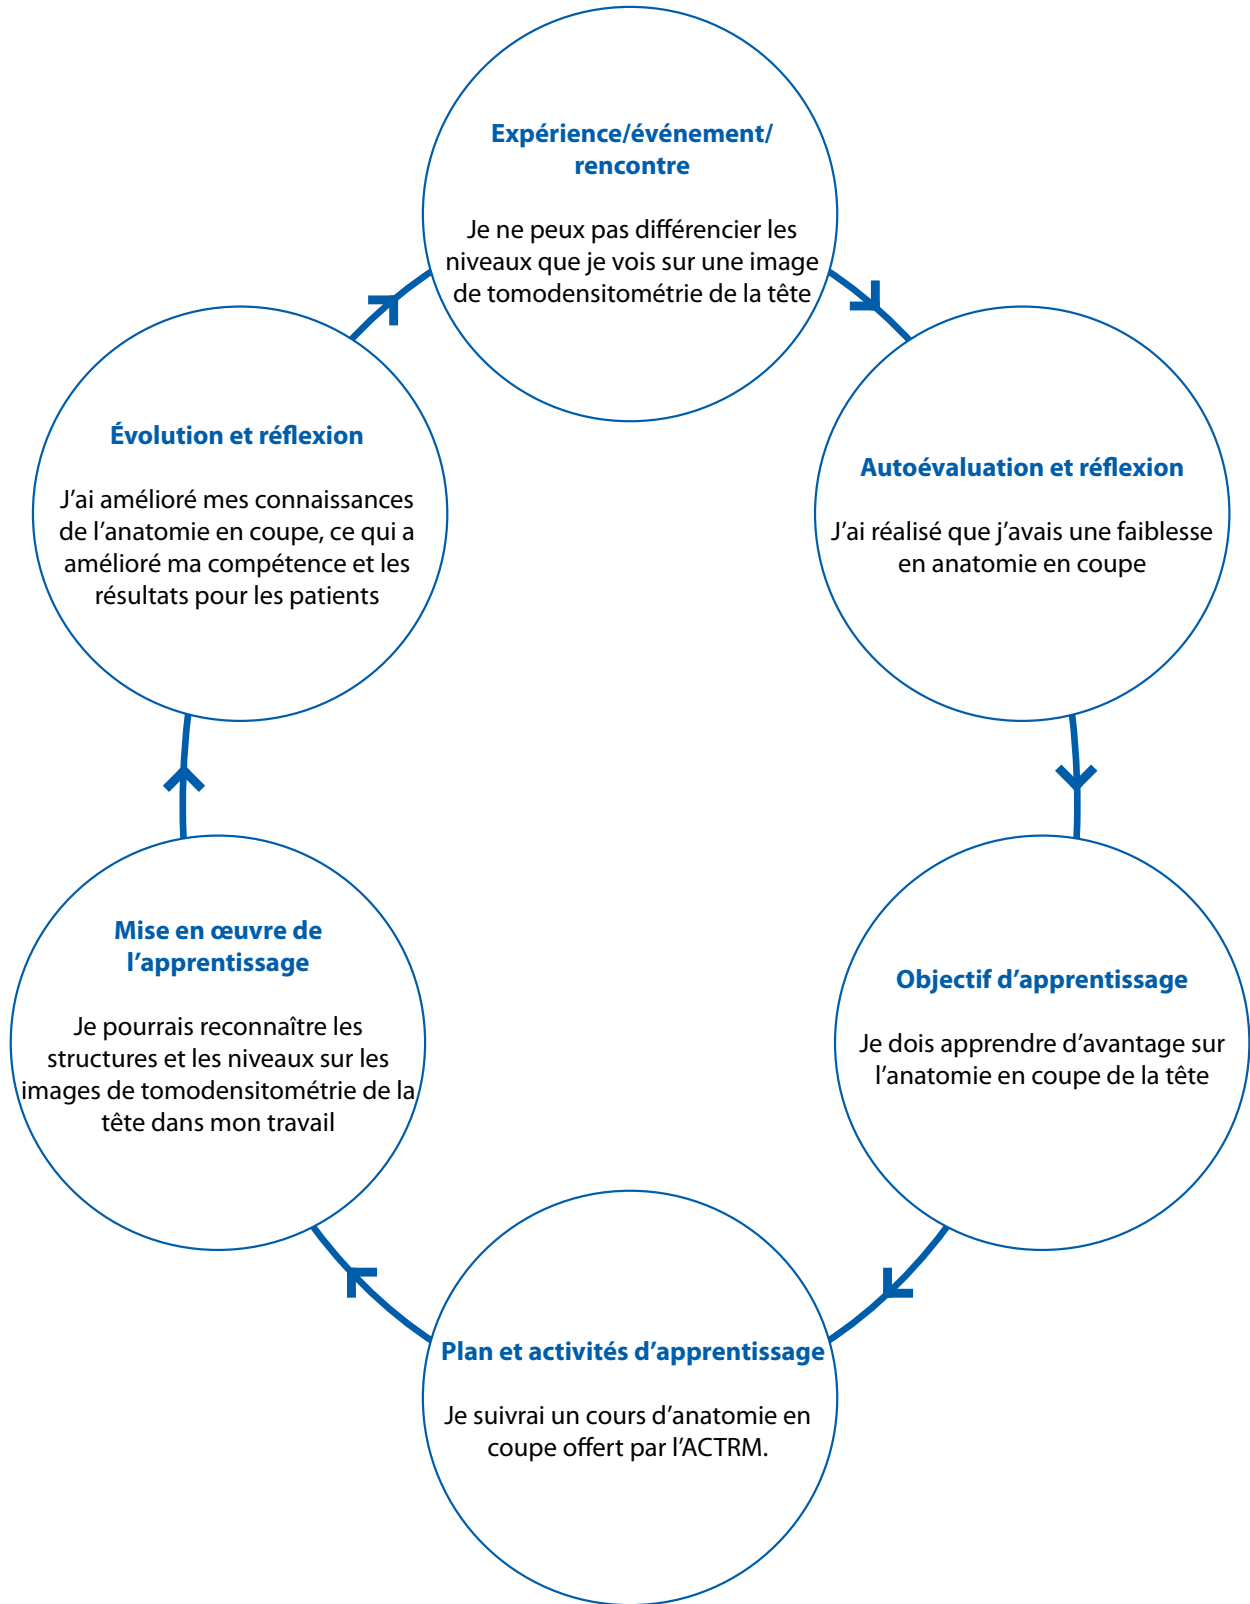 Expérience/événement/
rencontre
Je ne peux pas différencier les
niveaux que je vois sur une image
de tomodensitométrie de la tête
Autoévaluation et réflexion
J’ai réalisé que j’avais une faiblesse
en anatomie en coupe
Objectif d’apprentissage
Je dois apprendre d’avantage sur
l’anatomie en coupe de la tête
Plan et activités d’apprentissage
Je suivrai un cours d’anatomie en
coupe offert par l’ACTRM.
Mise en œuvre de
l’apprentissage
Je pourrais reconnaître les
structures et les niveaux sur les
images de tomodensitométrie de la
tête dans mon travail
Évolution et réflexion
J’ai amélioré mes connaissances
de l’anatomie en coupe, ce qui a
amélioré ma compétence et les
résultats pour les patients